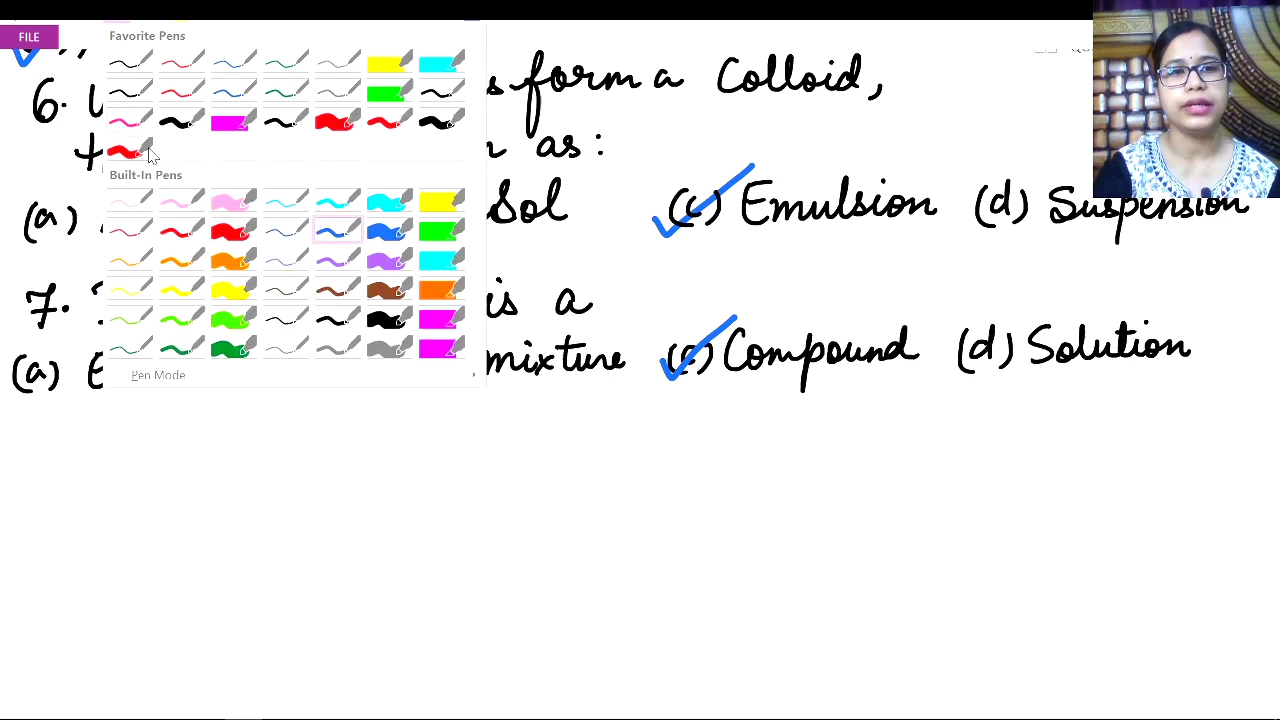 FILE
Favorite Pens
6.
s form a Colloid,
as :
Built-In Pens
(a)
Sol (c) Emulsion (d) Suspension
7.
is a
(a)
mixture (c) Compound (d) Solution
Pen Mode